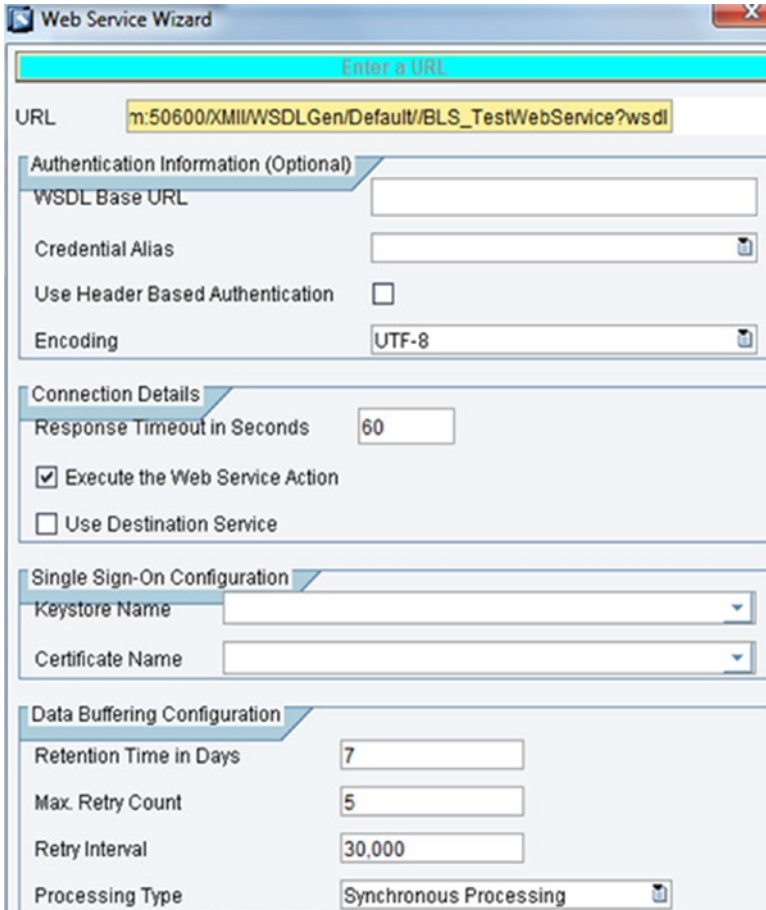 Web Service Wizard
Enter a URL
URL m:50600/XMII/WSDLGen/Default//BLS_TestWebService?wsdl
Authentication Information (Optional)
WSDL Base URL
Credential Alias
Use Header Based Authentication
Encoding UTF-8
Connection Details
Response Timeout in Seconds 60
Execute the Web Service Action
Use Destination Service
Single Sign-On Configuration
Keystore Name
Certificate Name
Data Buffering Configuration
Retention Time in Days 7
Max. Retry Count 5
Retry Interval 30,000
Processing Type Synchronous Processing